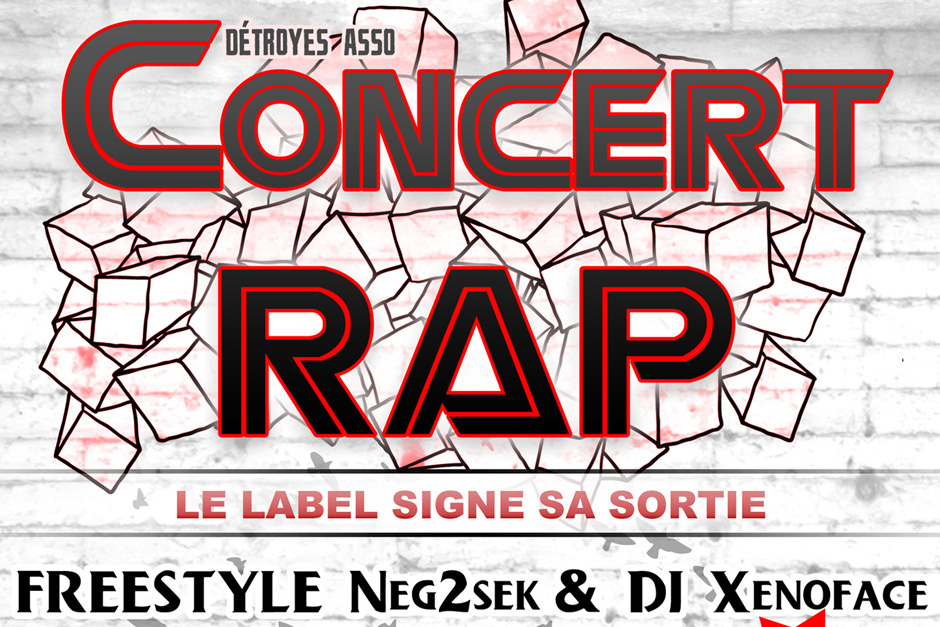 DÉTROYES-ASSO
CONCERT
RAP
LE LABEL SIGNE SA SORTIE
FREESTYLE NEG2SEK & DJ XENOFACE